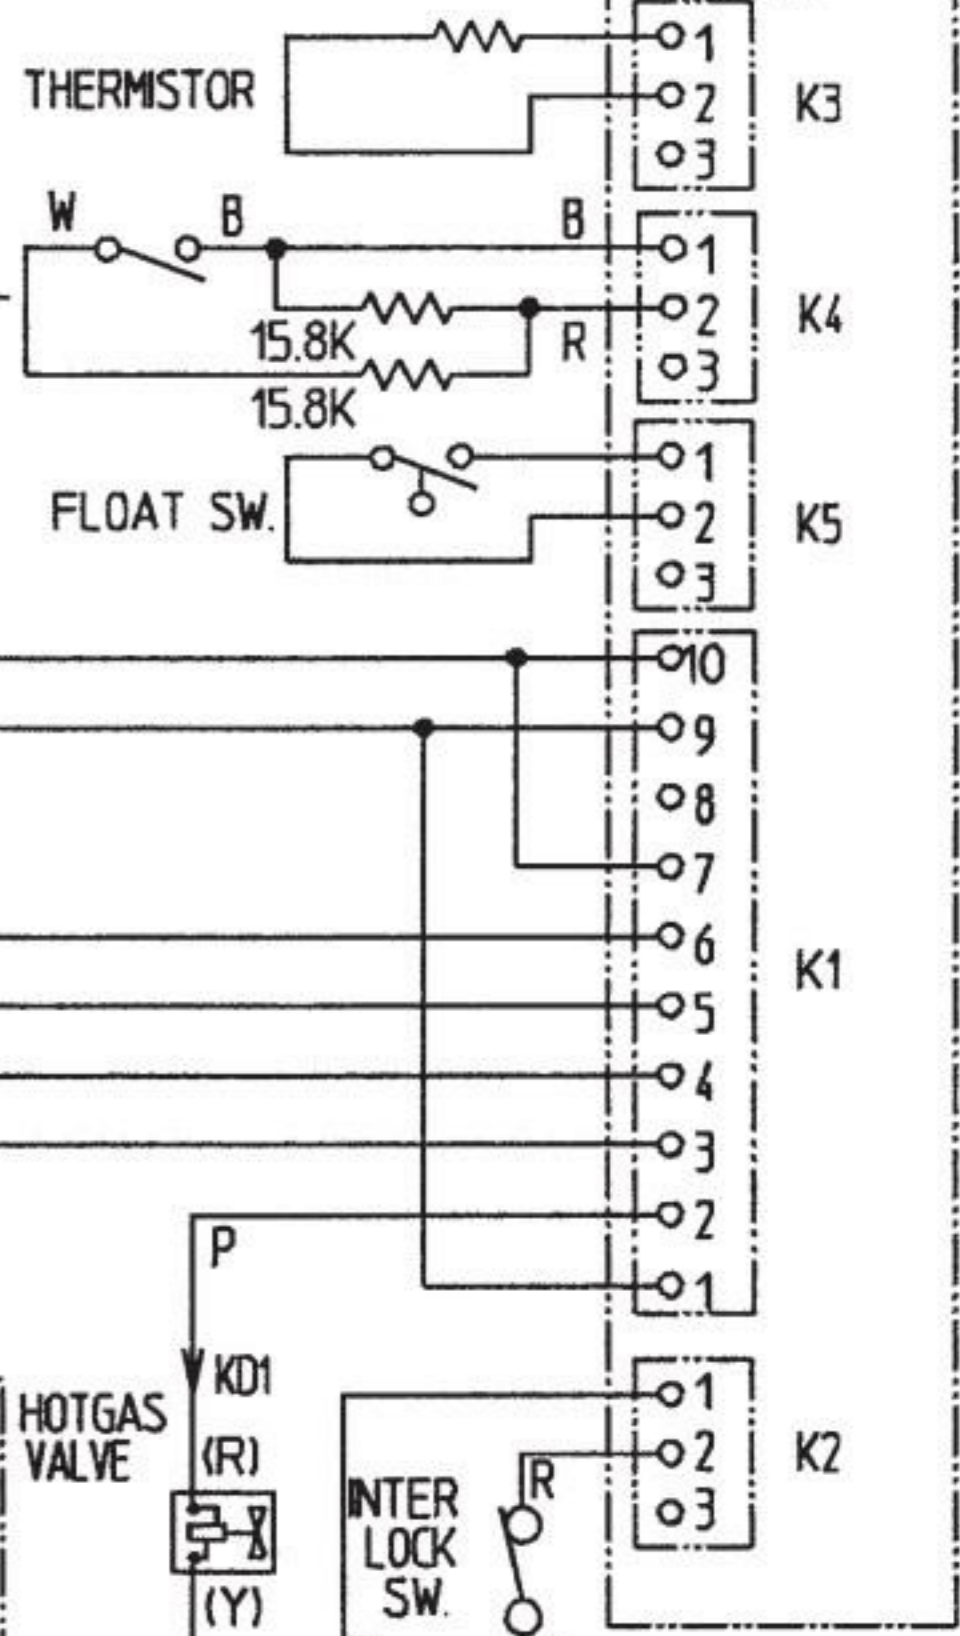 1
THERMISTOR
2
K3
3
W
B
B
1
15.8K
R
2
K4
3
15.8K
1
FLOAT SW.
2
K5
3
10
9
8
7
6
K1
5
4
3
2
P
1
KD1
1
HOTGAS
VALVE
(R)
2
K2
R
INTER
LOCK
SW.
3
(Y)